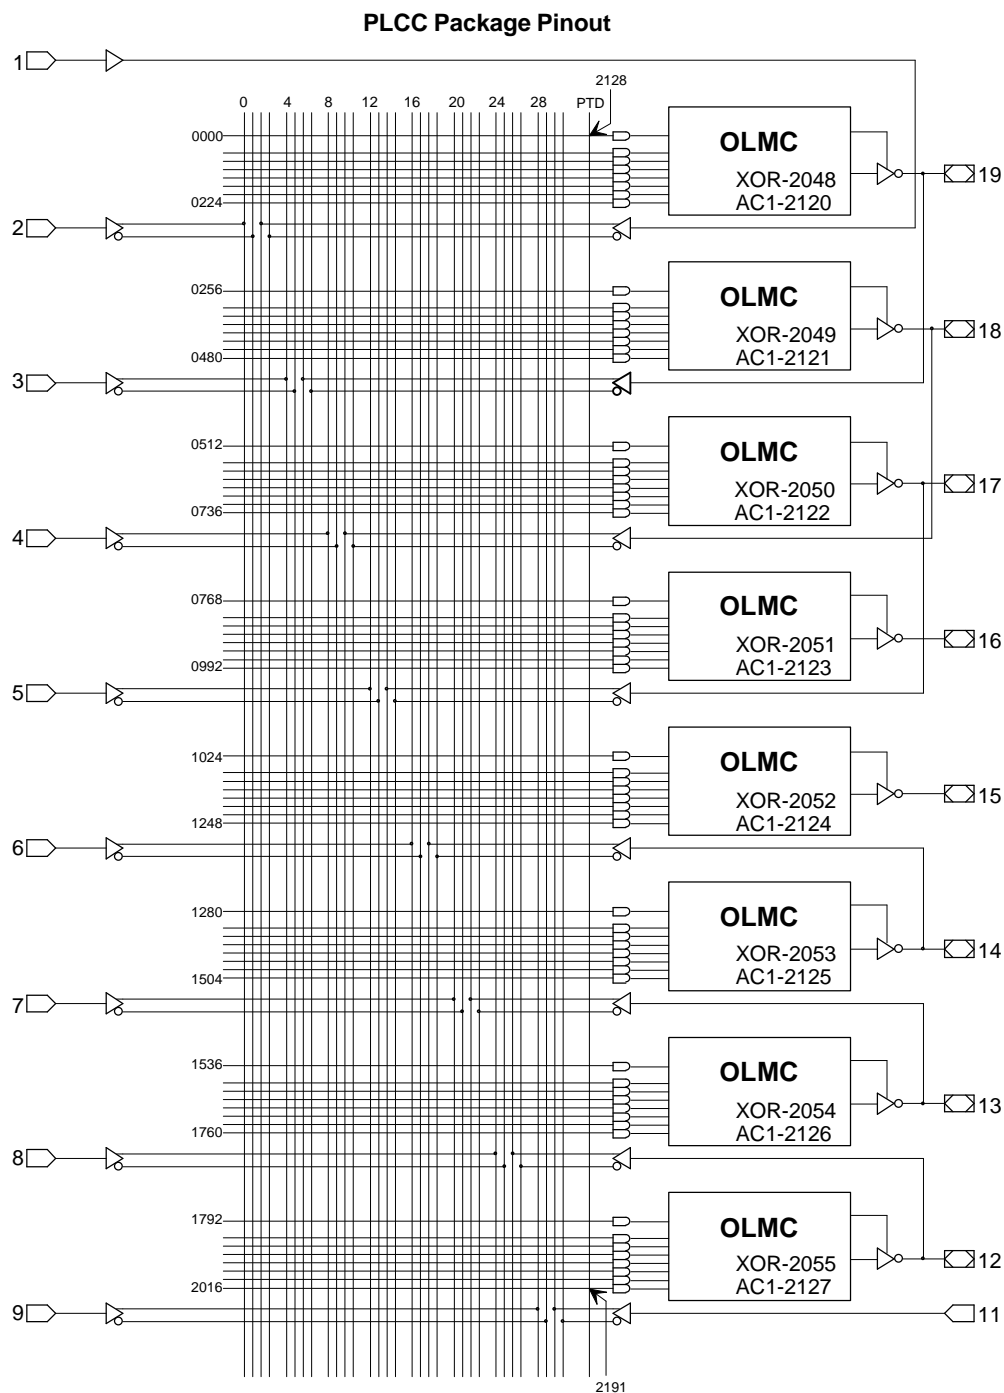 PLCC Package Pinout
1
2128
0 4 8 12 16 20 24 28 PTD
0000
OLMC
XOR-2048
AC1-2120
19
0224
2
0256
OLMC
XOR-2049
AC1-2121
18
0480
3
0512
OLMC
XOR-2050
AC1-2122
17
0736
4
0768
OLMC
XOR-2051
AC1-2123
16
0992
5
1024
OLMC
XOR-2052
AC1-2124
15
1248
6
1280
OLMC
XOR-2053
AC1-2125
14
1504
7
1536
OLMC
XOR-2054
AC1-2126
13
1760
8
1792
OLMC
XOR-2055
AC1-2127
12
2016
9
11
2191